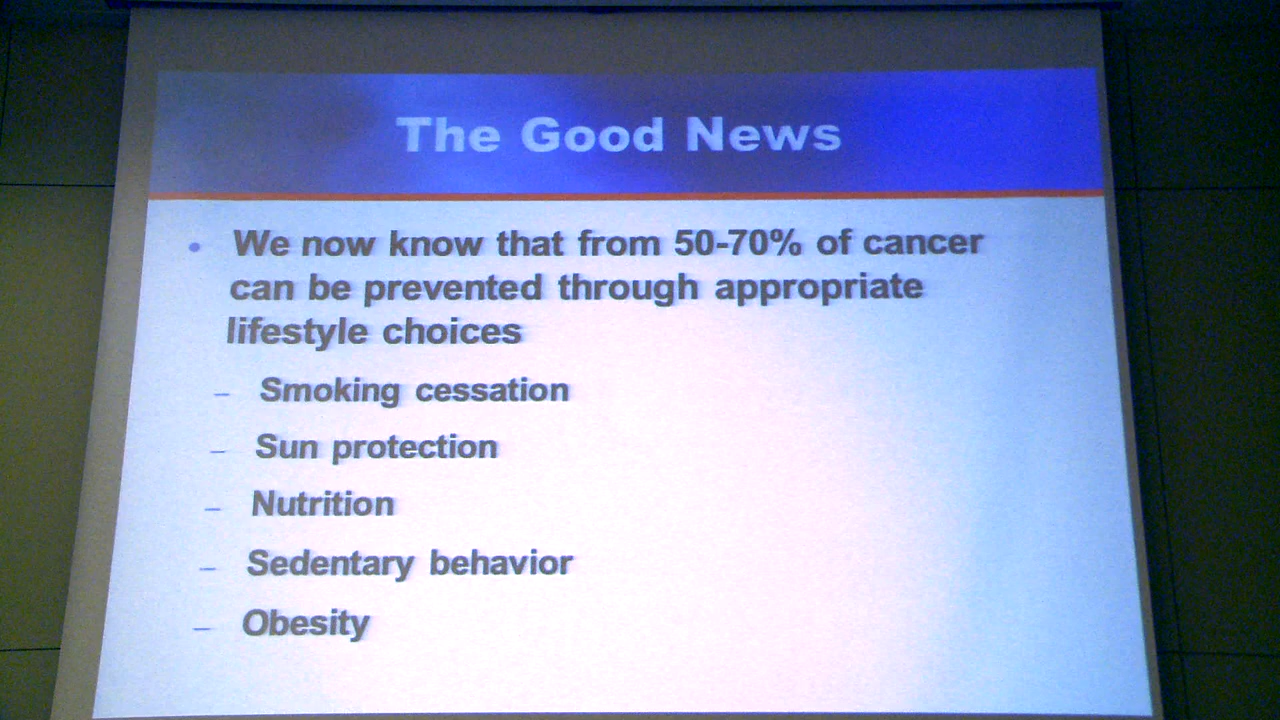 The Good News
• We now know that from 50-70% of cancer
can be prevented through appropriate
lifestyle choices
– Smoking cessation
– Sun protection
– Nutrition
– Sedentary behavior
– Obesity